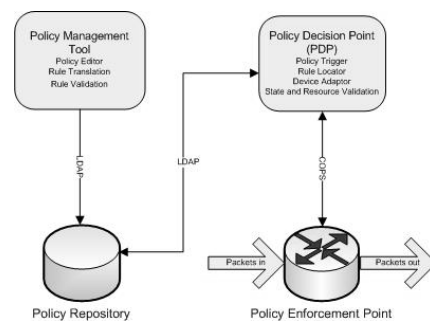 Policy Management
Tool
Policy Editor
Rule Translation
Rule Validation
Policy Decision Point
(PDP)
Policy Trigger
Rule Locator
Device Adaptor
State and Resource Validation
LDAP
LDAP
COPS
Packets in
Packets out
Policy Repository
Policy Enforcement Point